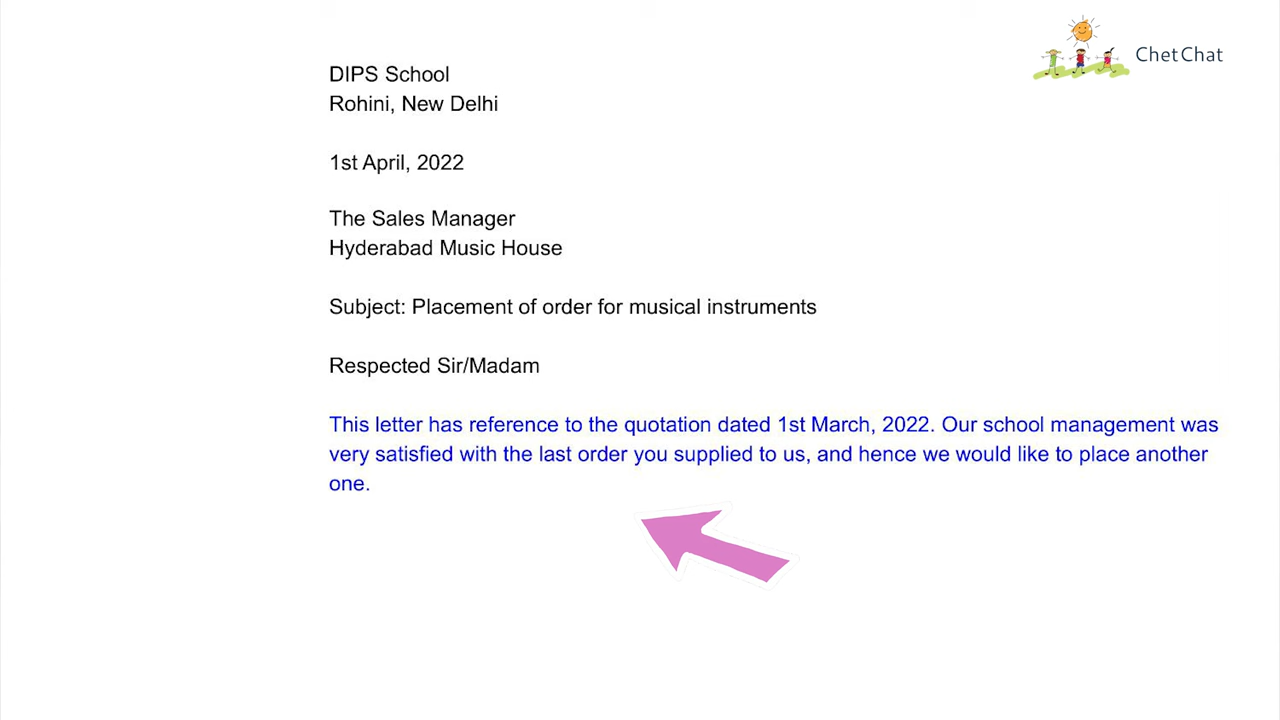 ChetChat
DIPS School
Rohini, New Delhi
1st April, 2022
The Sales Manager
Hyderabad Music House
Subject: Placement of order for musical instruments
Respected Sir/Madam
This letter has reference to the quotation dated 1st March, 2022. Our school management was
very satisfied with the last order you supplied to us, and hence we would like to place another
one.